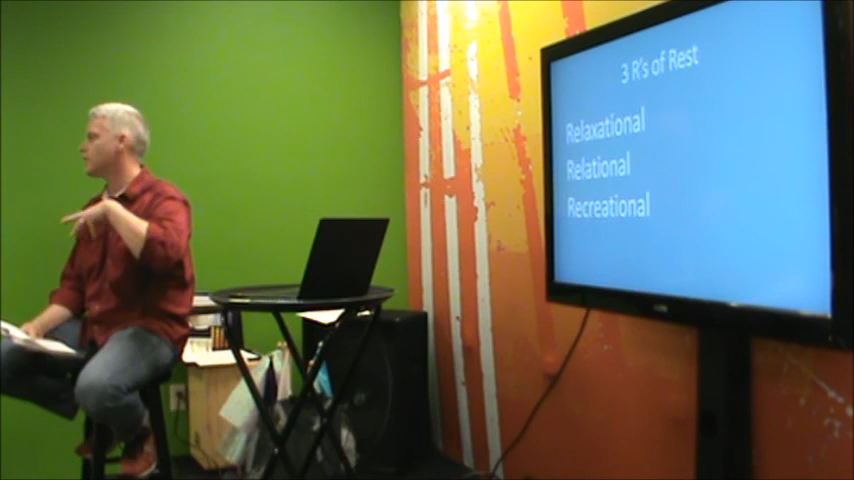 3 R's of Rest
Relaxational
Relational
Recreational